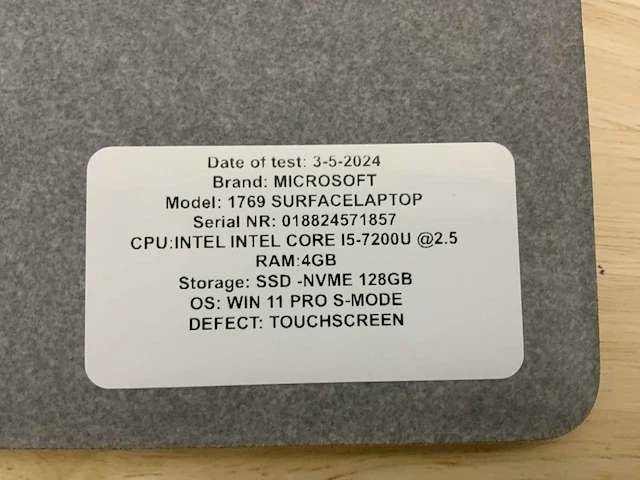 Date of test: 3-5-2024
Brand: MICROSOFT
Model: 1769 SURFACELAPTOP
Serial NR: 018824571857
CPU:INTEL INTEL CORE I5-7200U @2.5
RAM:4GB
Storage: SSD -NVME 128GB
OS: WIN 11 PRO S-MODE
DEFECT: TOUCHSCREEN